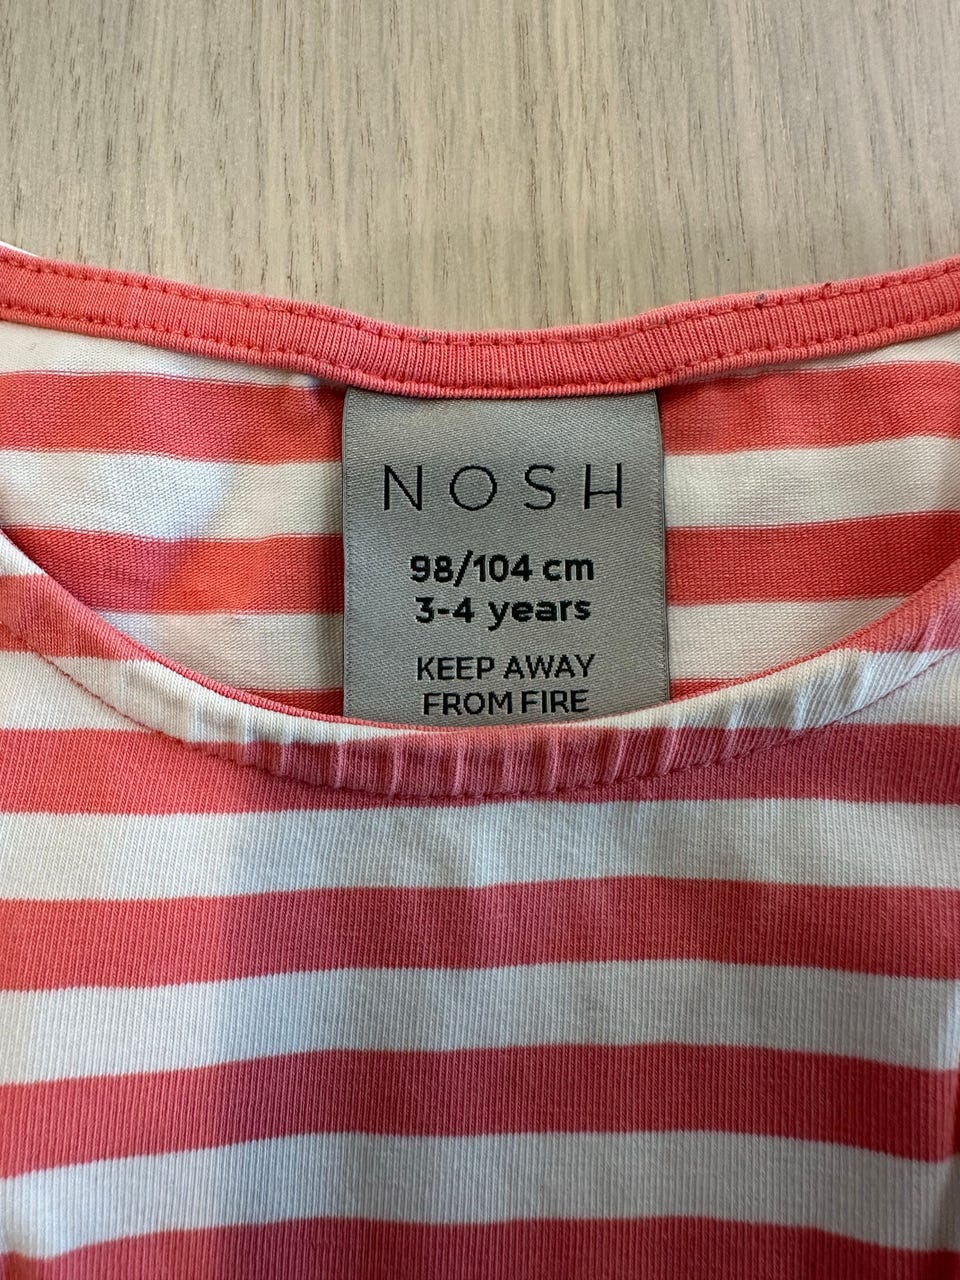 NOSH
98/104 cm
3-4 years
KEEP AWAY
FROM FIRE